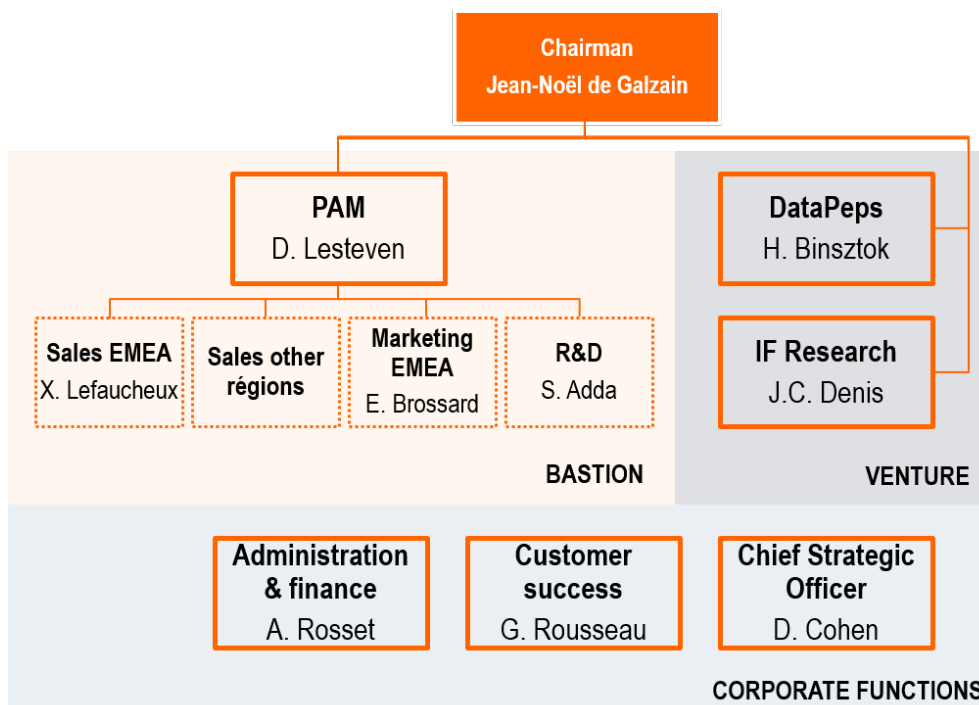 Chairman
Jean-Noël de Galzain
PAM
D. Lesteven
DataPeps
H. Binsztok
Sales EMEA
X. Lefaucheux
Sales other
régions
Marketing
EMEA
E. Brossard
R&D
S. Adda
IF Research
J.C. Denis
BASTION
VENTURE
Administration
& finance
A. Rosset
Customer
success
G. Rousseau
Chief Strategic
Officer
D. Cohen
CORPORATE FUNCTIONS